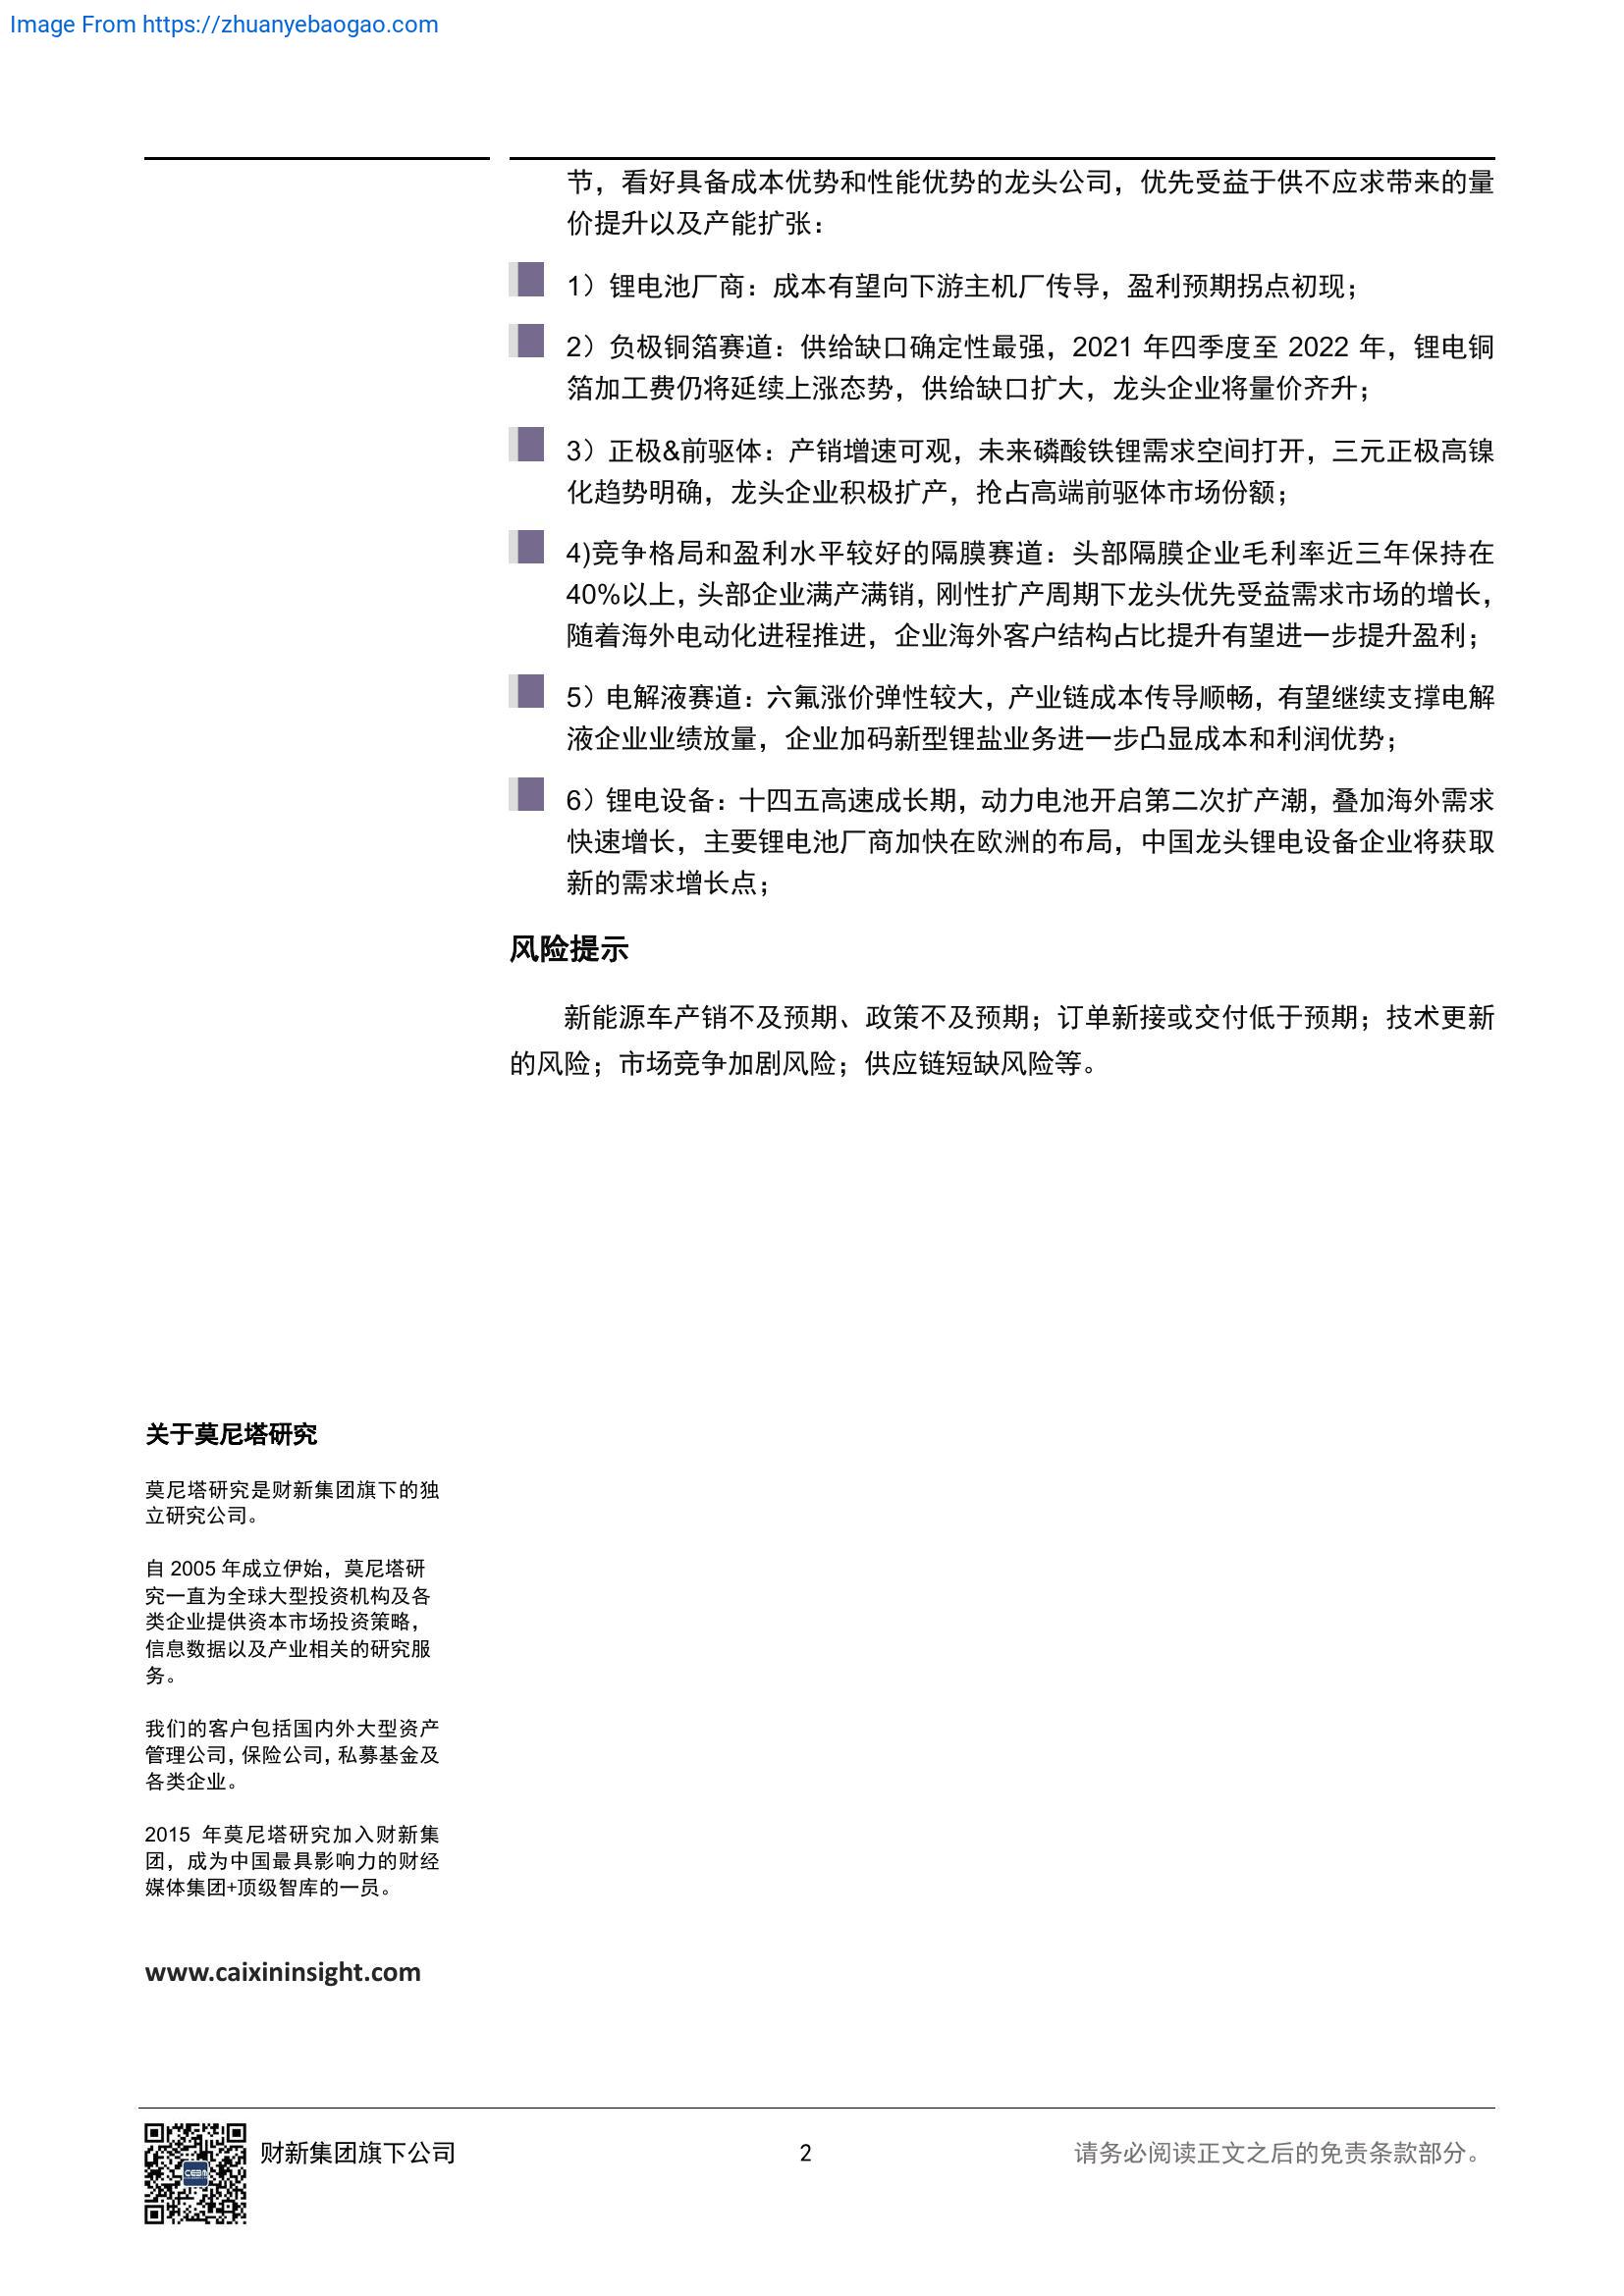 Image From https://zhuanyebaogao.com
节，看好具备成本优势和性能优势的龙头公司，优先受益于供不应求带来的量
价提升以及产能扩张：
1）锂电池厂商：成本有望向下游主机厂传导，盈利预期拐点初现；
2）负极铜箔赛道：供给缺口确定性最强，2021 年四季度至 2022 年，锂电铜
箔加工费仍将延续上涨态势，供给缺口扩大，龙头企业将量价齐升；
3）正极&前驱体：产销增速可观，未来磷酸铁锂需求空间打开，三元正极高镍
化趋势明确，龙头企业积极扩产，抢占高端前驱体市场份额；
4)竞争格局和盈利水平较好的隔膜赛道：头部隔膜企业毛利率近三年保持在
40%以上，头部企业满产满销，刚性扩产周期下龙头优先受益需求市场的增长，
随着海外电动化进程推进，企业海外客户结构占比提升有望进一步提升盈利；
5）电解液赛道：六氟涨价弹性较大，产业链成本传导顺畅，有望继续支撑电解
液企业业绩放量，企业加码新型锂盐业务进一步凸显成本和利润优势；
6）锂电设备：十四五高速成长期，动力电池开启第二次扩产潮，叠加海外需求
快速增长，主要锂电池厂商加快在欧洲的布局，中国龙头锂电设备企业将获取
新的需求增长点；
风险提示
新能源车产销不及预期、政策不及预期；订单新接或交付低于预期；技术更新
的风险；市场竞争加剧风险；供应链短缺风险等。
关于莫尼塔研究
莫尼塔研究是财新集团旗下的独
立研究公司。
自 2005 年成立伊始，莫尼塔研
究一直为全球大型投资机构及各
类企业提供资本市场投资策略，
信息数据以及产业相关的研究服
务。
我们的客户包括国内外大型资产
管理公司，保险公司，私募基金及
各类企业。
2015 年莫尼塔研究加入财新集
团，成为中国最具影响力的财经
媒体集团+顶级智库的一员。
www.caixininsight.com
CEBM
财新集团旗下公司
2
请务必阅读正文之后的免责条款部分。